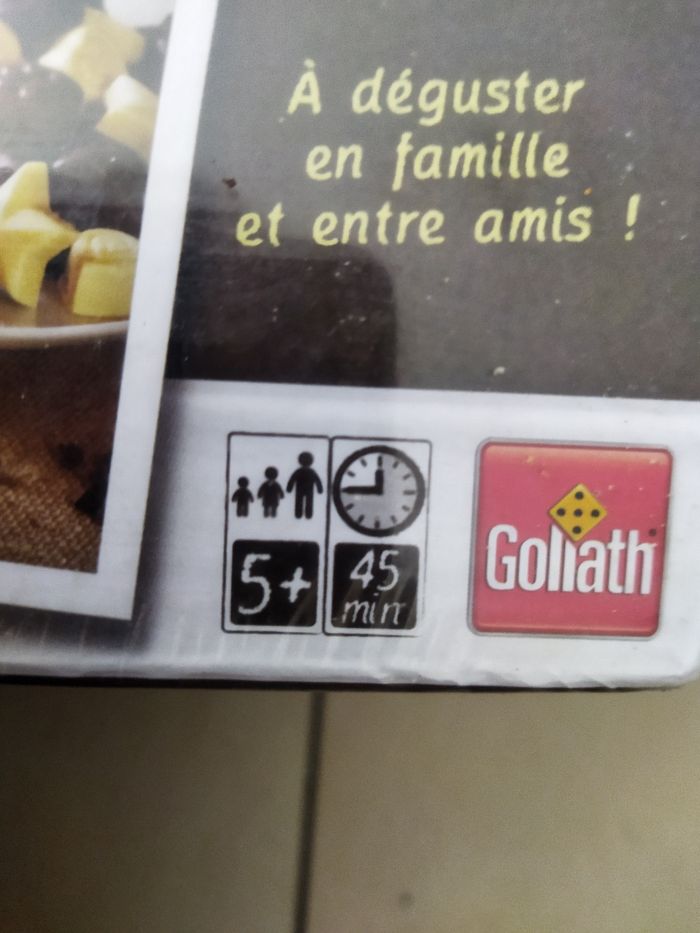 À déguster
en famille
et entre amis !
5+
45
min
Goliath